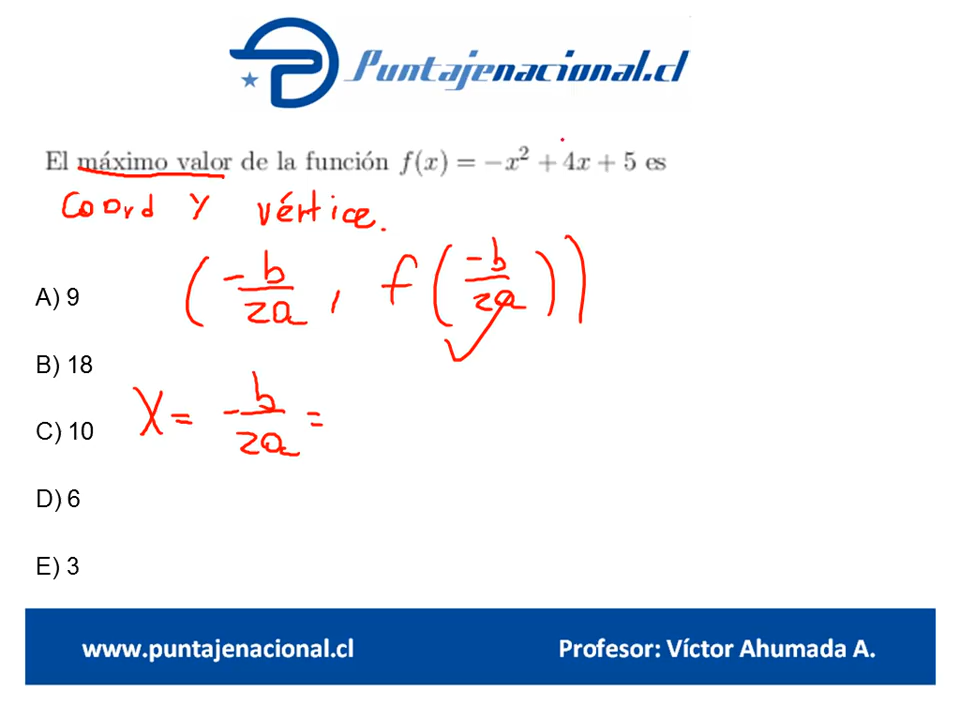 Puntajenacional.cl
El máximo valor de la función f(x) = −x² + 4x + 5 es
Coord y vértice.
(-b/2a, f(-b/2a))
A) 9
B) 18
x = -b/2a =
C) 10
D) 6
E) 3
www.puntajenacional.cl Profesor: Víctor Ahumada A.